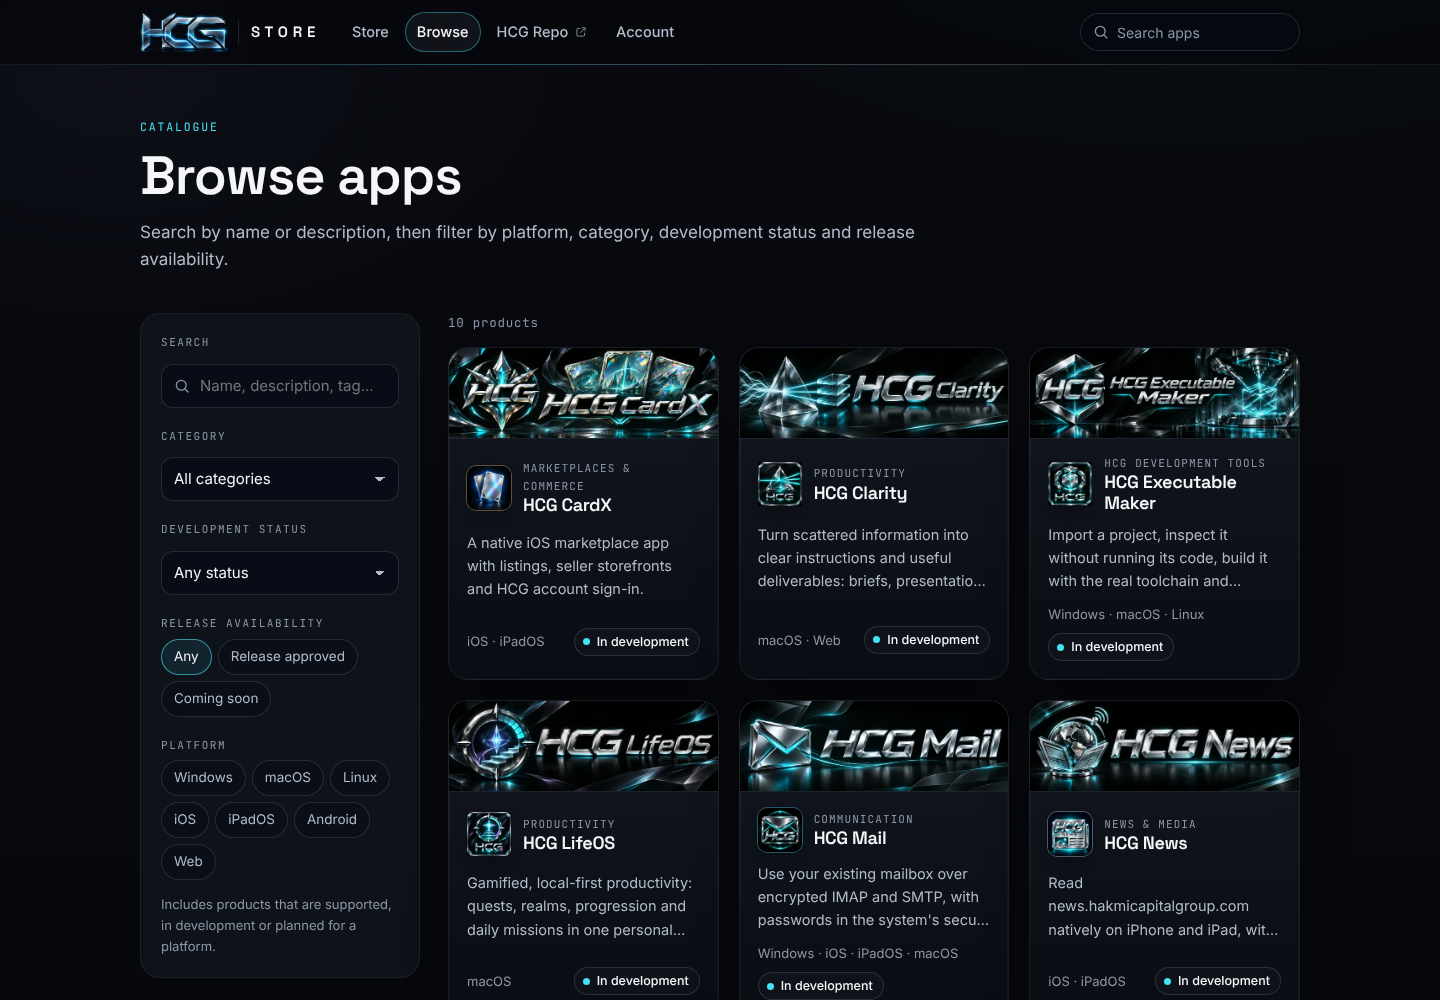 HCG STORE Store Browse HCG Repo Account Search apps
CATALOGUE
Browse apps
Search by name or description, then filter by platform, category, development status and release
availability.
SEARCH
Name, description, tag...
CATEGORY
All categories
DEVELOPMENT STATUS
Any status
RELEASE AVAILABILITY
Any Release approved
Coming soon
PLATFORM
Windows macOS Linux
iOS iPadOS Android
Web
Includes products that are supported,
in development or planned for a
platform.
10 products
HCG HCG CardX
MARKETPLACES &
COMMERCE
HCG CardX
A native iOS marketplace app
with listings, seller storefronts
and HCG account sign-in.
iOS · iPadOS In development
HCG Clarity
HCG
PRODUCTIVITY
HCG Clarity
Turn scattered information into
clear instructions and useful
deliverables: briefs, presentatio...
macOS · Web In development
HCG HCG Executable
Maker
HCG
HCG DEVELOPMENT TOOLS
HCG Executable
Maker
Import a project, inspect it
without running its code, build it
with the real toolchain and...
Windows · macOS · Linux
In development
HCG LifeOS
HCG
PRODUCTIVITY
HCG LifeOS
Gamified, local-first productivity:
quests, realms, progression and
daily missions in one personal...
macOS In development
HCG Mail
HCG
COMMUNICATION
HCG Mail
Use your existing mailbox over
encrypted IMAP and SMTP, with
passwords in the system's secu...
Windows · iOS · iPadOS · macOS
In development
HCG News
HCG
NEWS & MEDIA
HCG News
Read
news.hakmicapitalgroup.com
natively on iPhone and iPad, wit...
iOS · iPadOS In development